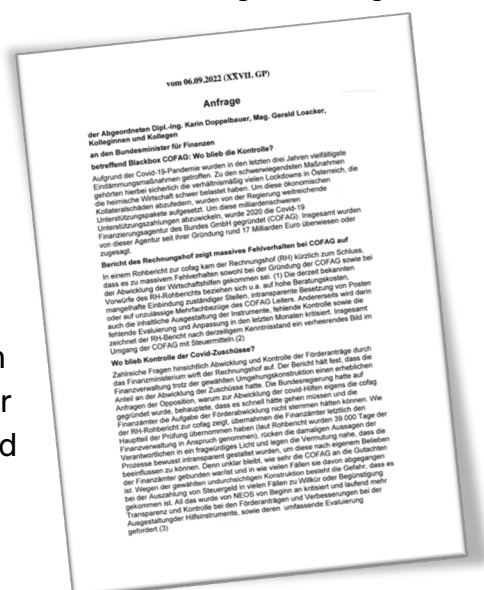 vom 06.09.2022 (XXVII. GP)
Anfrage
der Abgeordneten Dipl.-Ing. Karin Doppelbauer, Mag. Gerald Loacker,
Kolleginnen und Kollegen
an den Bundesminister für Finanzen
betreffend Blackbox COFAG: Wo blieb die Kontrolle?
Aufgrund der Covid-19-Pandemie wurden in den letzten drei Jahren vielfältigste
Eindämmungsmaßnahmen getroffen. Zu den schwerwiegendsten Maßnahmen
gehörten hierbei sicherlich die verhältnismäßig vielen Lockdowns in Österreich, die
die heimische Wirtschaft schwer belastet haben. Um diese ökonomischen
Kollateralschäden abzufedern, wurden von der Regierung weitreichende
Unterstützungspakete aufgesetzt. Um diese milliardenschweren
Unterstützungszahlungen abzuwickeln, wurde 2020 die Covid-19
Finanzierungsagentur des Bundes GmbH gegründet (COFAG). Insgesamt wurden
von dieser Agentur seit ihrer Gründung rund 17 Milliarden Euro überwiesen oder
zugesagt.
Bericht des Rechnungshof zeigt massives Fehlverhalten bei COFAG auf
In einem Rohbericht zur cofag kam der Rechnungshof (RH) kürzlich zum Schluss,
dass es zu massivem Fehlverhalten sowohl bei der Gründung der COFAG sowie bei
der Abwicklung der Wirtschaftshilfen gekommen sei. (1) Die derzeit bekannten
Vorwürfe des RH-Rohberichts beziehen sich u.a. auf hohe Beratungskosten,
mangelhafte Einbindung zuständiger Stellen, intransparente Besetzung von Posten
oder auf unzulässige Mehrfachbezüge des COFAG Leiters. Andererseits wird darin
auch die inhaltliche Ausgestaltung der Instrumente, fehlende Kontrolle sowie die
fehlende Evaluierung und Anpassung in den letzten Monaten kritisiert. Insgesamt
zeichnet der RH-Bericht nach derzeitigem Kenntnisstand ein verheerendes Bild im
Umgang der COFAG mit Steuermitteln.(2)
Wo blieb Kontrolle der Covid-Zuschüsse?
Zahlreiche Fragen hinsichtlich Abwicklung und Kontrolle der Förderanträge durch
das Finanzministerium wirft der Rechnungshof auf. Der Bericht hält fest, dass die
Finanzverwaltung trotz der gewählten Umgehungskonstruktion einen erheblichen
Anteil an der Abwicklung der Zuschüsse hatte. Die Bundesregierung hatte auf
Anfragen der Opposition, warum zur Abwicklung der covid-Hilfen eigens die cofag
gegründet wurde, behauptete, dass es schnell hätte gehen müssen und die
Finanzämter die Aufgabe der Förderabwicklung nicht stemmen hätten können. Wie
der RH-Rohbericht zur cofag zeigt, übernahmen die Finanzämter letztlich den
Hauptteil der Prüfung übernommen haben (laut Rohbericht wurden 39.000 Tage der
Finanzverwaltung in Anspruch genommen), rücken die damaligen Aussagen der
Verantwortlichen in ein fragwürdiges Licht und legen die Vermutung nahe, dass die
Prozesse bewusst intransparent gestaltet wurden, um diese nach eigenem Belieben
beeinflussen zu können. Denn unklar bleibt, wie sehr die COFAG an die Gutachten
der Finanzämter gebunden war/ist und in wie vielen Fällen sie davon abgegangen
ist. Wegen der gewählten undurchsichtigen Konstruktion besteht die Gefahr, dass es
bei der Auszahlung von Steuergeld in vielen Fällen zu Willkür oder Begünstigung
gekommen ist. All das wurde von NEOS von Beginn an kritisiert und laufend mehr
Transparenz und Kontrolle bei den Förderanträgen und Verbesserungen bei der
Ausgestaltungder Hilfsinstrumente, sowie deren umfassende Evaluierung
gefordert.(3)